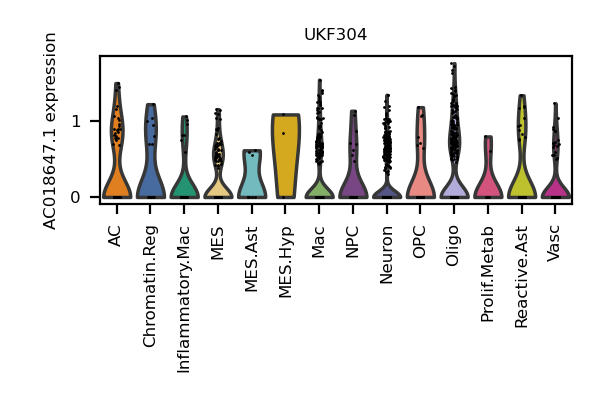 UKF304
AC018647.1 expression
1
0
AC
Chromatin.Reg
Inflammatory.Mac
MES
MES.Ast
MES.Hyp
Mac
NPC
Neuron
OPC
Oligo
Prolif.Metab
Reactive.Ast
Vasc